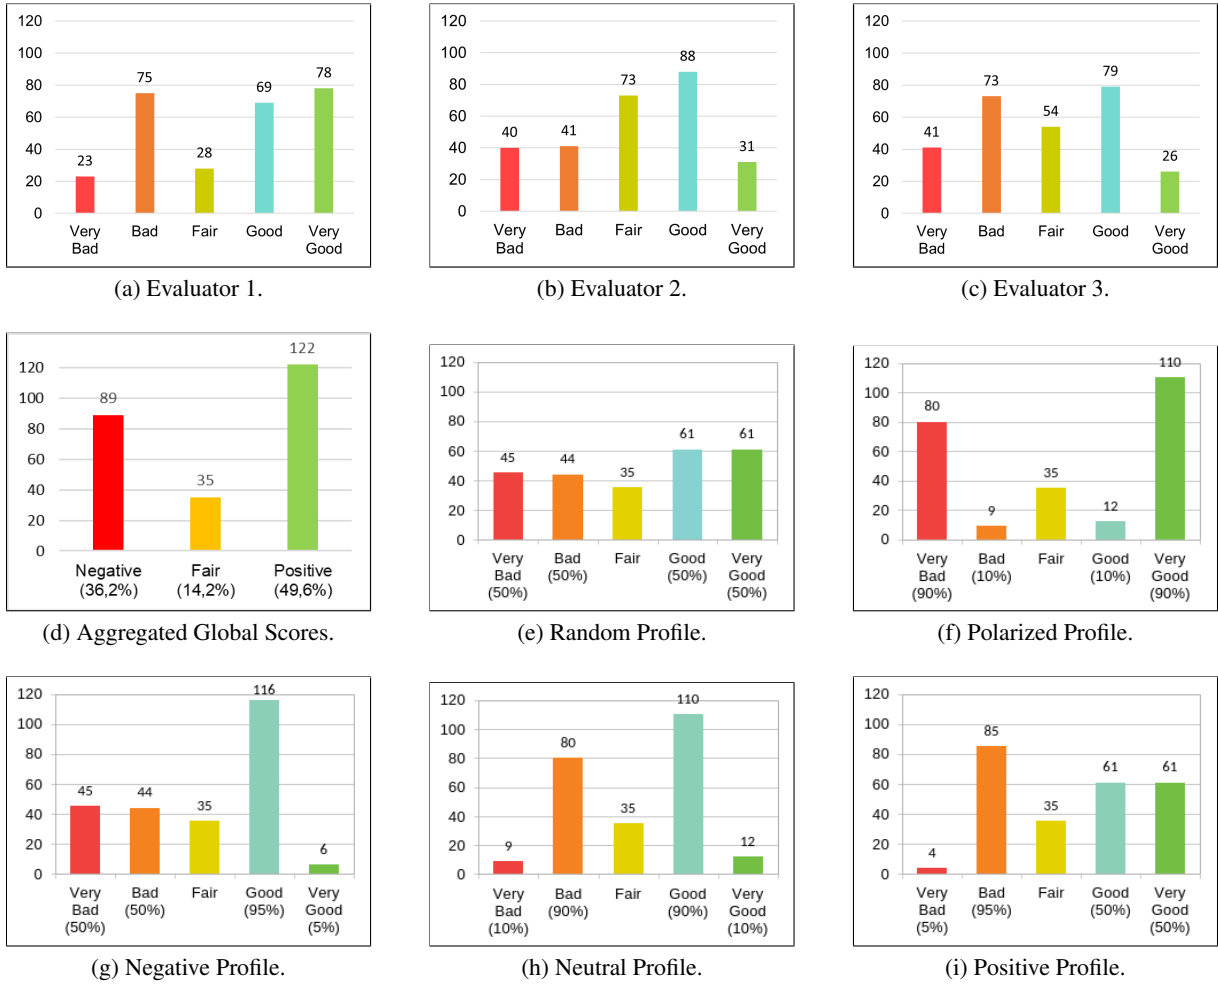 120
100
80
60
40
20
0
23
75
28
69
78
Very Bad
Bad
Fair
Good
Very Good
(a) Evaluator 1.
120
100
80
60
40
20
0
40
41
73
88
31
Very Bad
Bad
Fair
Good
Very Good
(b) Evaluator 2.
120
100
80
60
40
20
0
41
73
54
79
26
Very Bad
Bad
Fair
Good
Very Good
(c) Evaluator 3.
120
100
80
60
40
20
0
89
35
122
Negative (36,2%)
Fair (14,2%)
Positive (49,6%)
(d) Aggregated Global Scores.
120
100
80
60
40
20
0
45
44
35
61
61
Very Bad (50%)
Bad (50%)
Fair
Good (50%)
Very Good (50%)
(e) Random Profile.
120
100
80
60
40
20
0
80
9
35
12
110
Very Bad (90%)
Bad (10%)
Fair
Good (10%)
Very Good (90%)
(f) Polarized Profile.
120
100
80
60
40
20
0
45
44
35
116
6
Very Bad (50%)
Bad (50%)
Fair
Good (95%)
Very Good (5%)
(g) Negative Profile.
120
100
80
60
40
20
0
9
80
35
110
12
Very Bad (10%)
Bad (90%)
Fair
Good (90%)
Very Good (10%)
(h) Neutral Profile.
120
100
80
60
40
20
0
4
85
35
61
61
Very Bad (5%)
Bad (95%)
Fair
Good (50%)
Very Good (50%)
(i) Positive Profile.